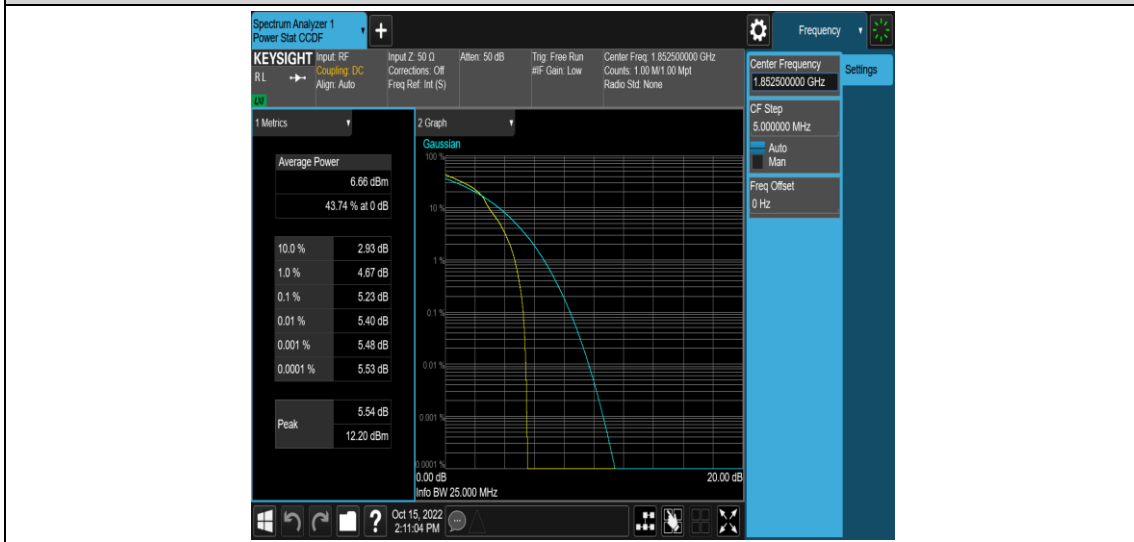 Spectrum Analyzer 1
Power Stat CCDF
+
Frequency
KEYSIGHT
RL
Input: RF
Coupling: DC
Align: Auto
Input Z: 50 Ω
Corrections: Off
Freq Ref: Int (S)
Atten: 50 dB
Trig: Free Run
#IF Gain: Low
Center Freq: 1.852500000 GHz
Counts: 1.00 M/1.00 Mpt
Radio Std: None
Center Frequency
1.852500000 GHz
Settings
CF Step
5.000000 MHz
Auto
Man
Freq Offset
0 Hz
1 Metrics
Average Power
6.66 dBm
43.74 % at 0 dB
10.0 % 2.93 dB
1.0 % 4.67 dB
0.1 % 5.23 dB
0.01 % 5.40 dB
0.001 % 5.48 dB
0.0001 % 5.53 dB
Peak
5.54 dB
12.20 dBm
2 Graph
Gaussian
100 %
10 %
1 %
0.1 %
0.01 %
0.001 %
0.0001 %
0.00 dB 20.00 dB
Info BW 25.000 MHz
?
Oct 15, 2022
2:11:04 PM